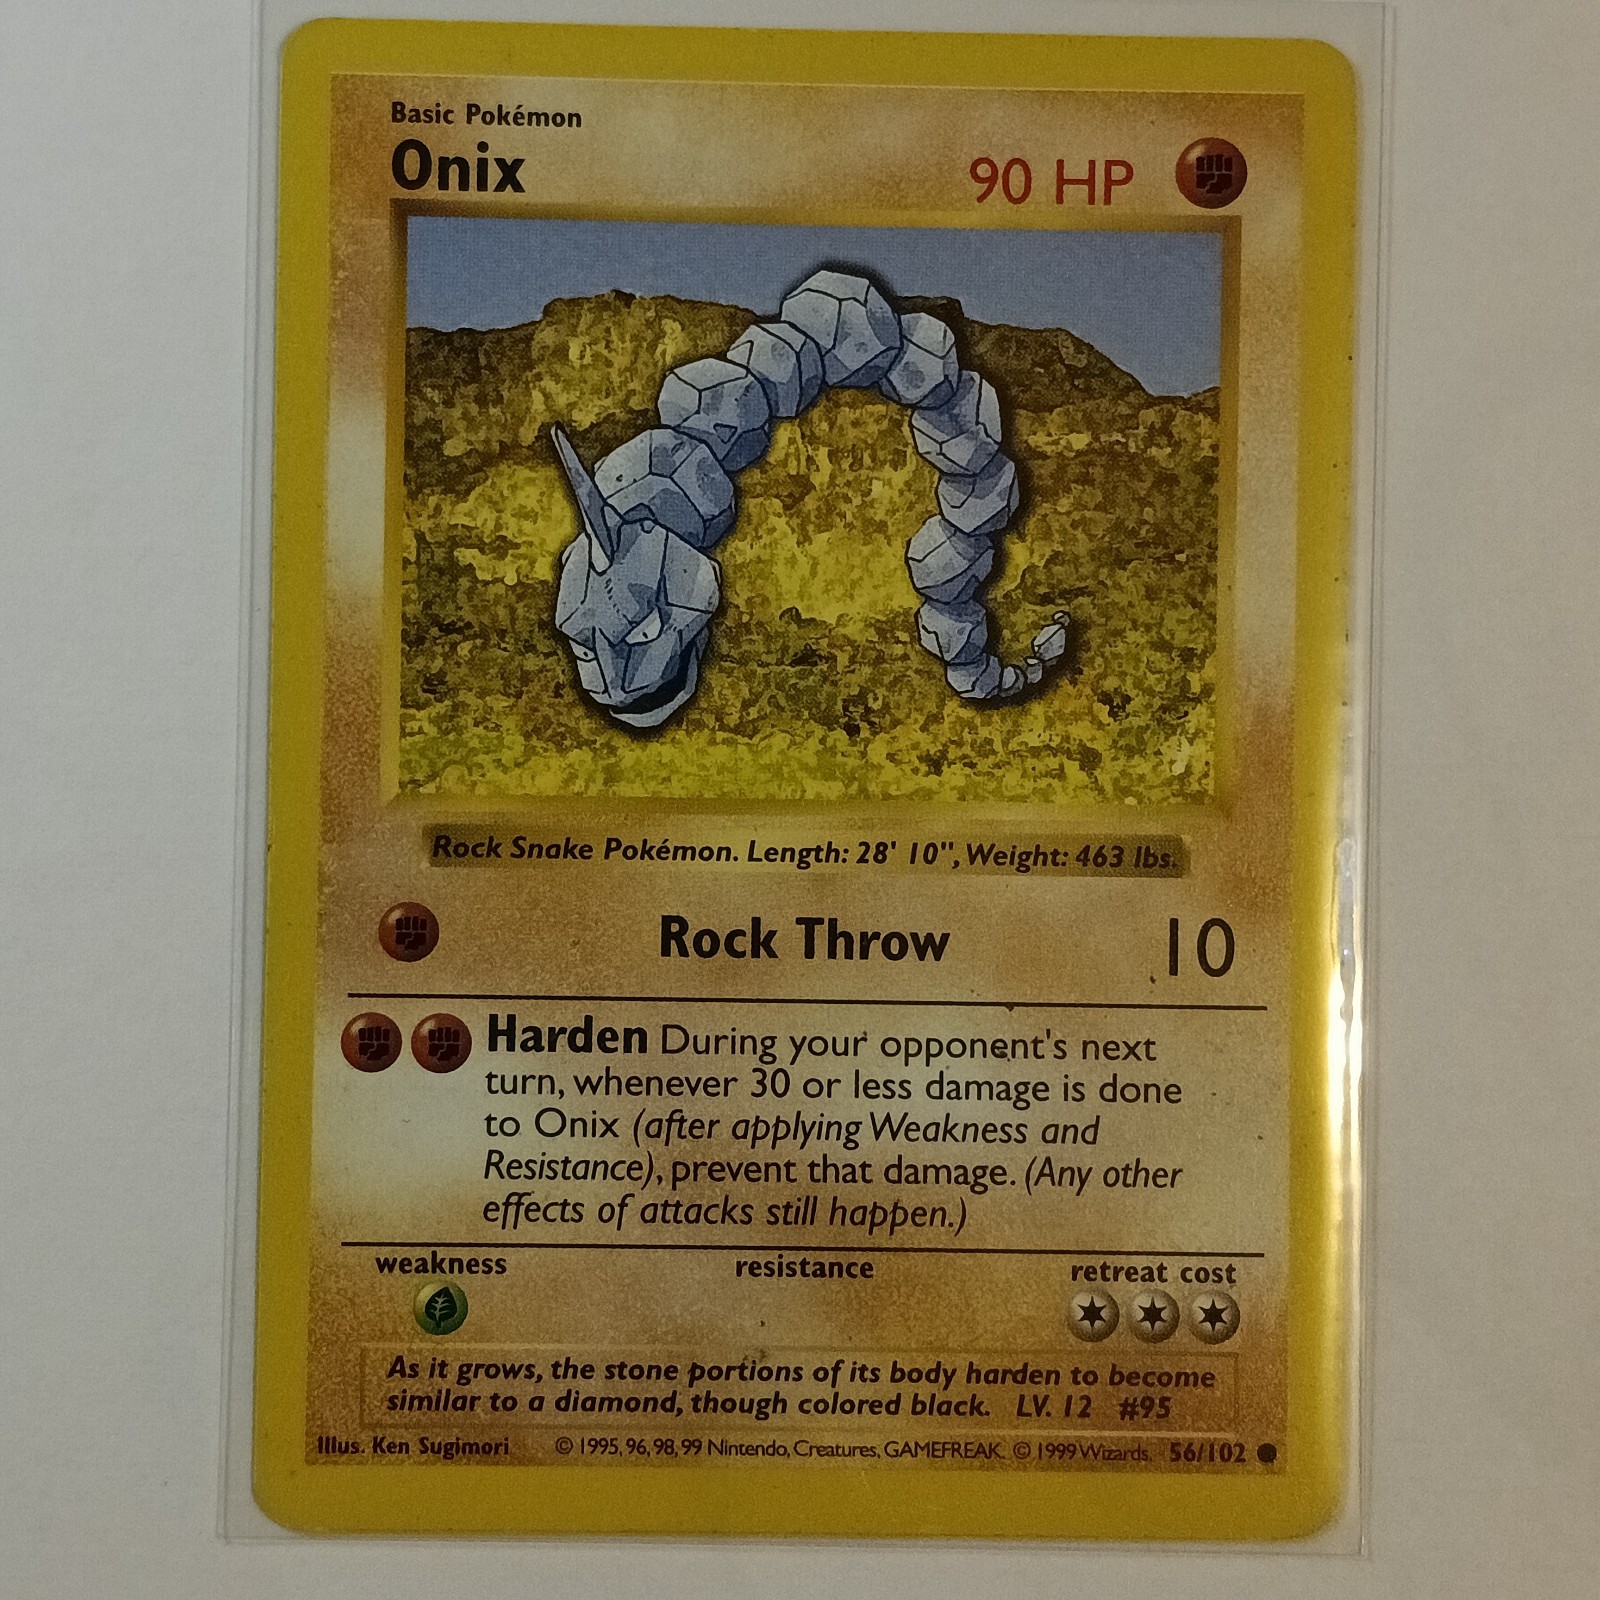 Basic Pokémon
Onix
90 HP
Rock Snake Pokémon. Length: 28' 10", Weight: 463 lbs.
Rock Throw 10
Harden During your opponent's next
turn, whenever 30 or less damage is done
to Onix (after applying Weakness and
Resistance), prevent that damage. (Any other
effects of attacks still happen.)
weakness resistance retreat cost
As it grows, the stone portions of its body harden to become
similar to a diamond, though colored black. LV. 12 #95
Illus. Ken Sugimori © 1995, 96, 98, 99 Nintendo, Creatures, GAMEFREAK. © 1999 Wizards. 56/102